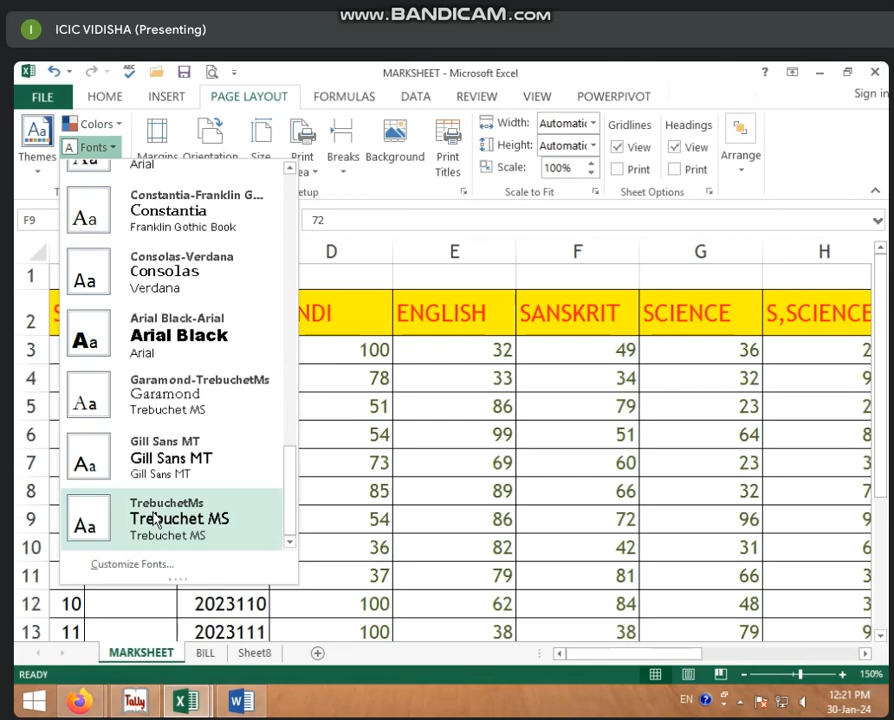 WWW.BANDICAM.COM
I ICIC VIDISHA (Presenting)
MARKSHEET - Microsoft Excel
FILE HOME INSERT PAGE LAYOUT FORMULAS DATA REVIEW VIEW POWERPIVOT Sign in
Colors
Fonts
Themes
Margins Orientation Size Print Breaks Background Print Titles
Width: Automatic
Height: Automatic
Scale: 100%
Scale to Fit
Gridlines Headings
View View
Print Print
Sheet Options
Arrange
F9 72
D E F G H
1
2 ENGLISH SANSKRIT SCIENCE S,SCIENCE
3 100 32 49 36
4 78 33 34 32
5 51 86 79 23
6 54 99 51 64
7 73 69 60 23
8 85 89 66 32
9 54 86 72 96
10 36 82 42 31
11 37 79 81 66
12 10 2023110 100 62 84 48
13 11 2023111 100 38 38 79
Arial
Constantia-Franklin G...
Aa Constantia
Franklin Gothic Book
Consolas-Verdana
Aa Consolas
Verdana
Arial Black-Arial
Aa Arial Black
Arial
Garamond-TrebuchetMs
Aa Garamond
Trebuchet MS
Gill Sans MT
Aa Gill Sans MT
Gill Sans MT
TrebuchetMs
Aa Trebuchet MS
Trebuchet MS
Customize Fonts...
MARKSHEET BILL Sheet8
READY 150%
Tally EN 12:21 PM
30-Jan-24